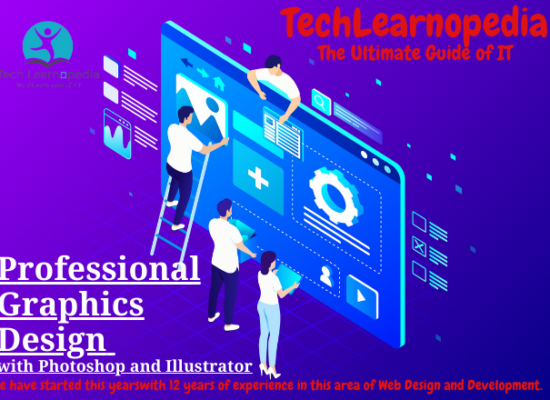 TechLearnopedia
The Ultimate Guide of IT
Tech Learnopedia
Professional
Graphics
Design
with Photoshop and Illustrator
e have started this yearswith 12 years of experience in this area of Web Design and Development.